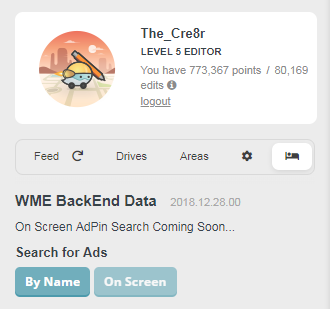 The_Cre8r
LEVEL 5 EDITOR
You have 773,367 points / 80,169
edits
logout
Feed Drives Areas
WME BackEnd Data 2018.12.28.00
On Screen AdPin Search Coming Soon...
Search for Ads
By Name On Screen